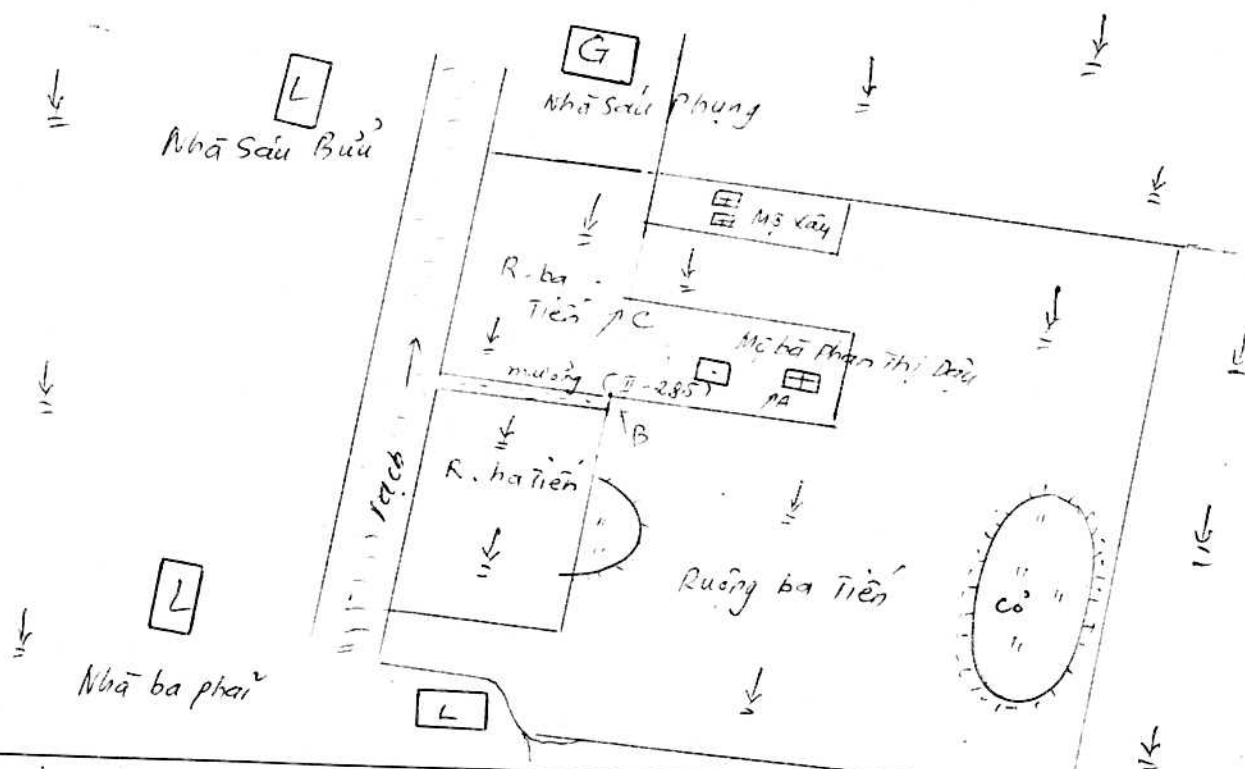 G
Nhà Sáu Phụng
L
Nhà Sáu Bửu
Mộ xây
R. ba
Tiến
C
Mộ bà Phan Thị Dậu
mương (II-285)
A
B
R. ba Tiến
rạch
Ruộng ba Tiến
Cỏ
L
Nhà ba phải
L